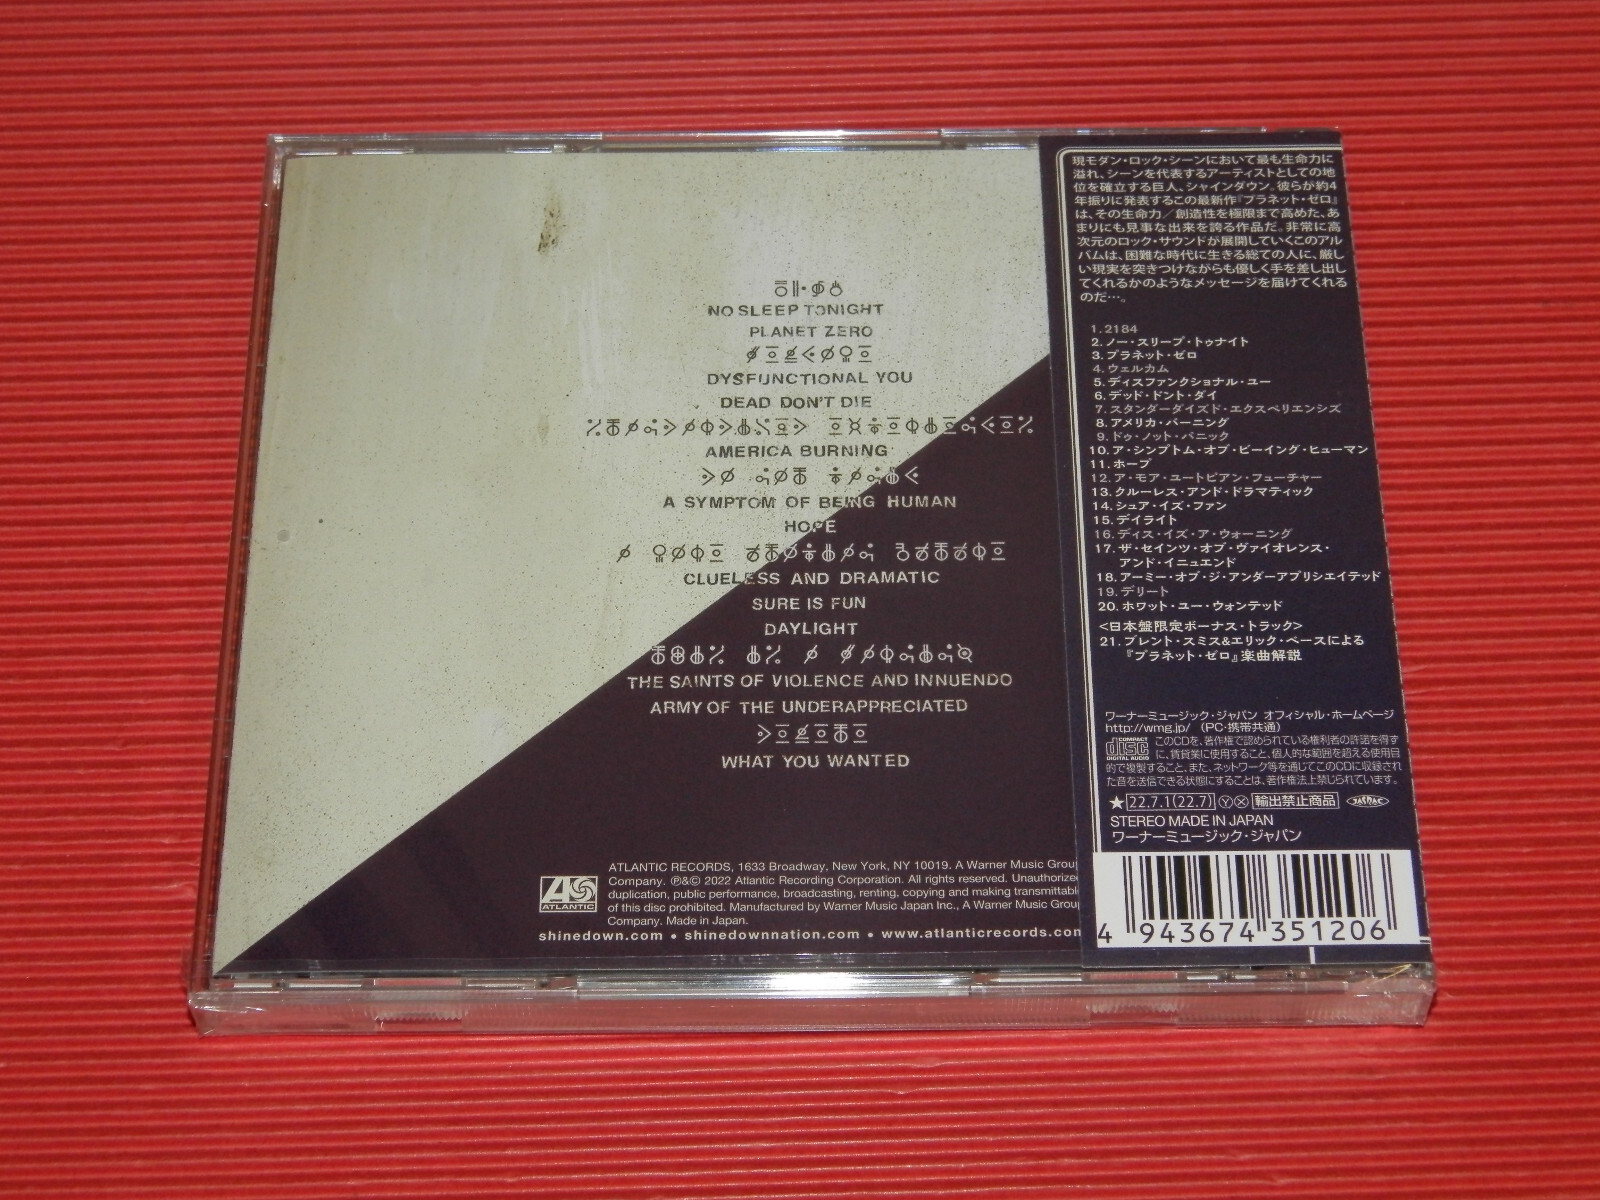 NO SLEEP TONIGHT
PLANET ZERO
DYSFUNCTIONAL YOU
DEAD DON'T DIE
AMERICA BURNING
A SYMPTOM OF BEING HUMAN
HOPE
CLUELESS AND DRAMATIC
SURE IS FUN
DAYLIGHT
THE SAINTS OF VIOLENCE AND INNUENDO
ARMY OF THE UNDERAPPRECIATED
WHAT YOU WANTED
ATLANTIC
ATLANTIC RECORDS, 1633 Broadway, New York, NY 10019. A Warner Music Group
Company. ℗&© 2022 Atlantic Recording Corporation. All rights reserved. Unauthorized
duplication, public performance, broadcasting, renting, copying and making transmittable
of this disc prohibited. Manufactured by Warner Music Japan Inc., A Warner Music Group
Company. Made in Japan.
shinedown.com • shinedownnation.com • www.atlanticrecords.com
現モダン・ロック・シーンにおいて最も生命力に
溢れ、シーンを代表するアーティストとしての地
位を確立する巨人、シャインダウン。彼らが約4
年振りに発表するこの最新作『プラネット・ゼロ』
は、その生命力/創造性を極限まで高めた、あ
まりにも見事な出来を誇る作品だ。非常に高
次元のロック・サウンドが展開していくこのアル
バムは、困難な時代に生きる総ての人に、厳し
い現実を突きつけながらも優しく手を差し出し
てくれるかのようなメッセージを届けてくれる
のだ…。
1. 2184
2. ノー・スリープ・トゥナイト
3. プラネット・ゼロ
4. ウェルカム
5. ディスファンクショナル・ユー
6. デッド・ドント・ダイ
7. スタンダーダイズド・エクスペリエンシズ
8. アメリカ・バーニング
9. ドゥ・ノット・パニック
10. ア・シンプトム・オブ・ビーイング・ヒューマン
11. ホープ
12. ア・モア・ユートピアン・フューチャー
13. クルーレス・アンド・ドラマティック
14. シュア・イズ・ファン
15. デイライト
16. ディス・イズ・ア・ウォーニング
17. ザ・セインツ・オブ・ヴァイオレンス・
アンド・イニュエンド
18. アーミー・オブ・ジ・アンダーアプリシエイテッド
19. デリート
20. ホワット・ユー・ウォンテッド
<日本盤限定ボーナス・トラック>
21. ブレント・スミス&エリック・ベースによる
『プラネット・ゼロ』楽曲解説
ワーナーミュージック・ジャパン オフィシャル・ホームページ
http://wmg.jp/ (PC・携帯共通)
COMPACT disc DIGITAL AUDIO
このCDを、著作権で認められている権利者の許諾を得ず
に、賃貸業に使用すること、個人的な範囲を超える使用目
的で複製すること、また、ネットワーク等を通じてこのCDに収録され
た音を送信できる状態にすることは、著作権法上禁じられています。
★ 22.7.1(22.7) Ⓨ Ⓧ 輸出禁止商品 JASRAC
STEREO MADE IN JAPAN
ワーナーミュージック・ジャパン
4 943674 351206